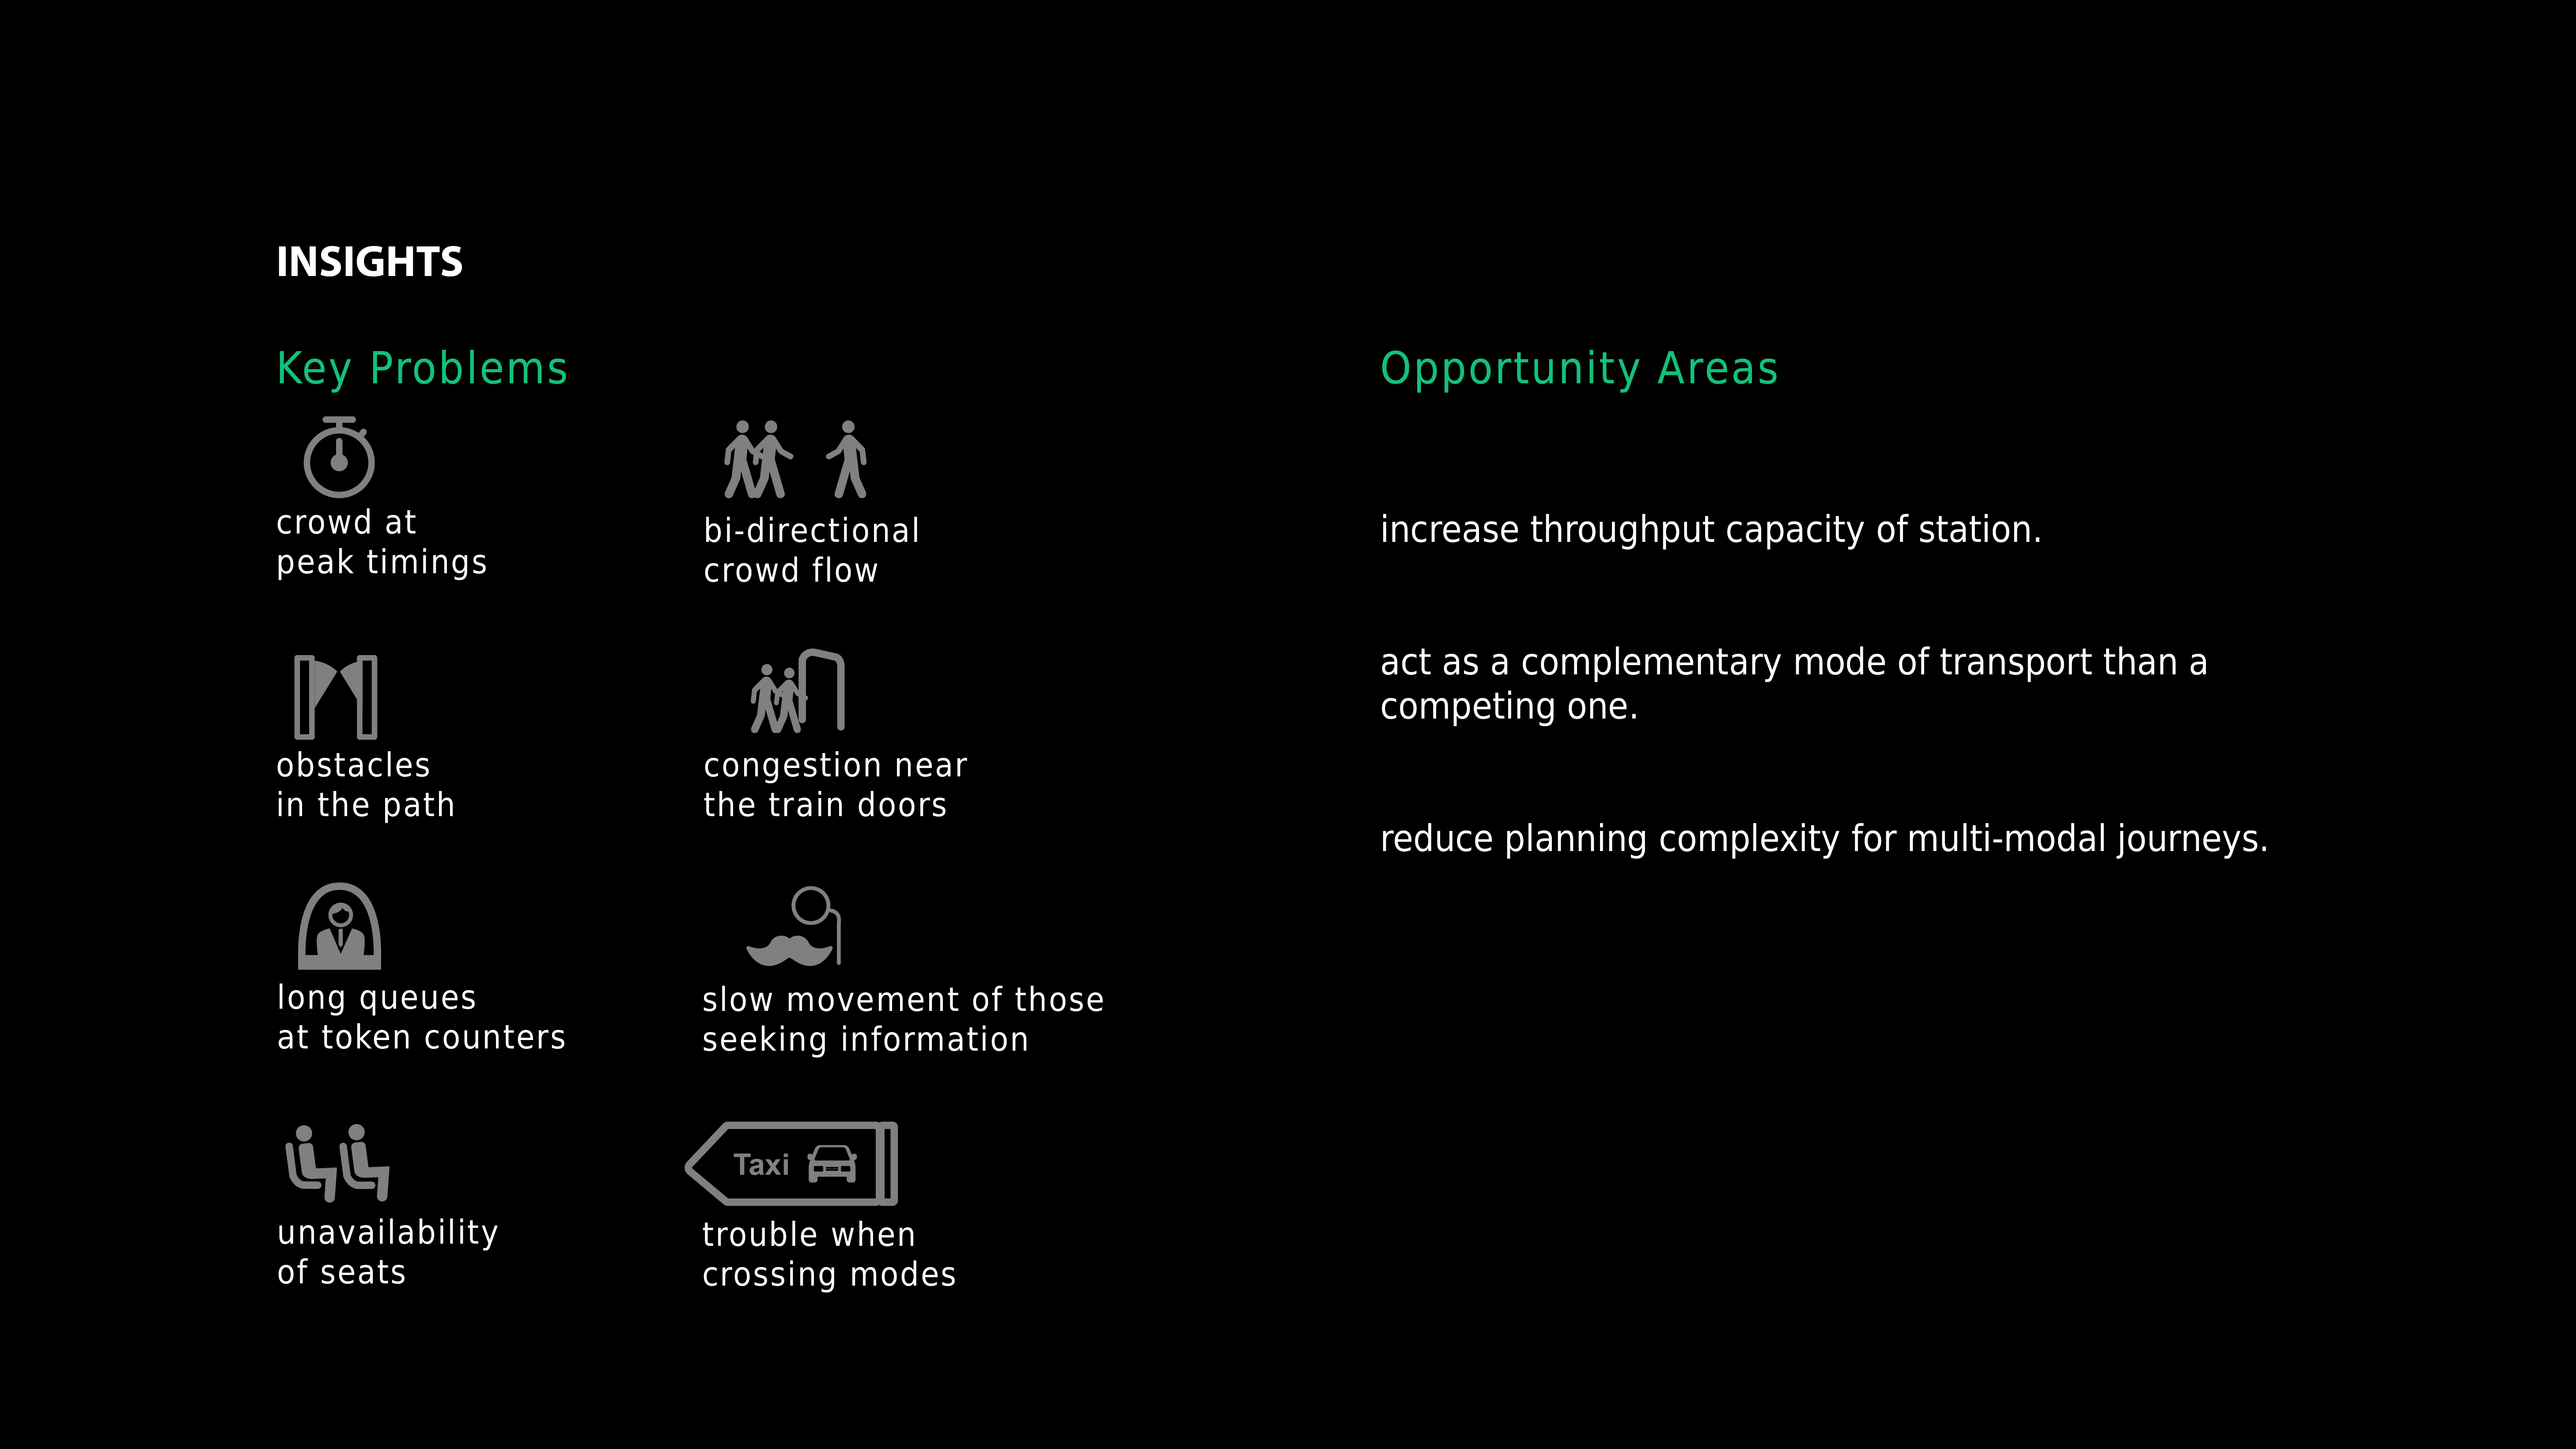 INSIGHTS
Key Problems
crowd at
peak timings
bi-directional
crowd flow
obstacles
in the path
congestion near
the train doors
long queues
at token counters
slow movement of those
seeking information
unavailability
of seats
Taxi
trouble when
crossing modes
Opportunity Areas
increase throughput capacity of station.
act as a complementary mode of transport than a
competing one.
reduce planning complexity for multi-modal journeys.